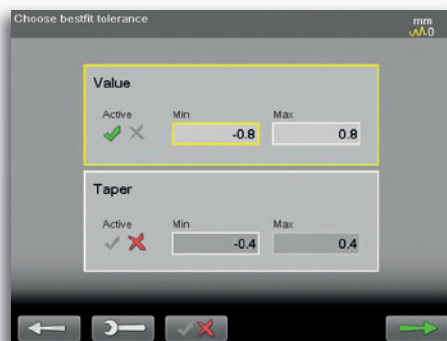 Choose bestfit tolerance
mm
0
Value
Active Min Max
-0.8 0.8
Taper
Active Min Max
-0.4 0.4